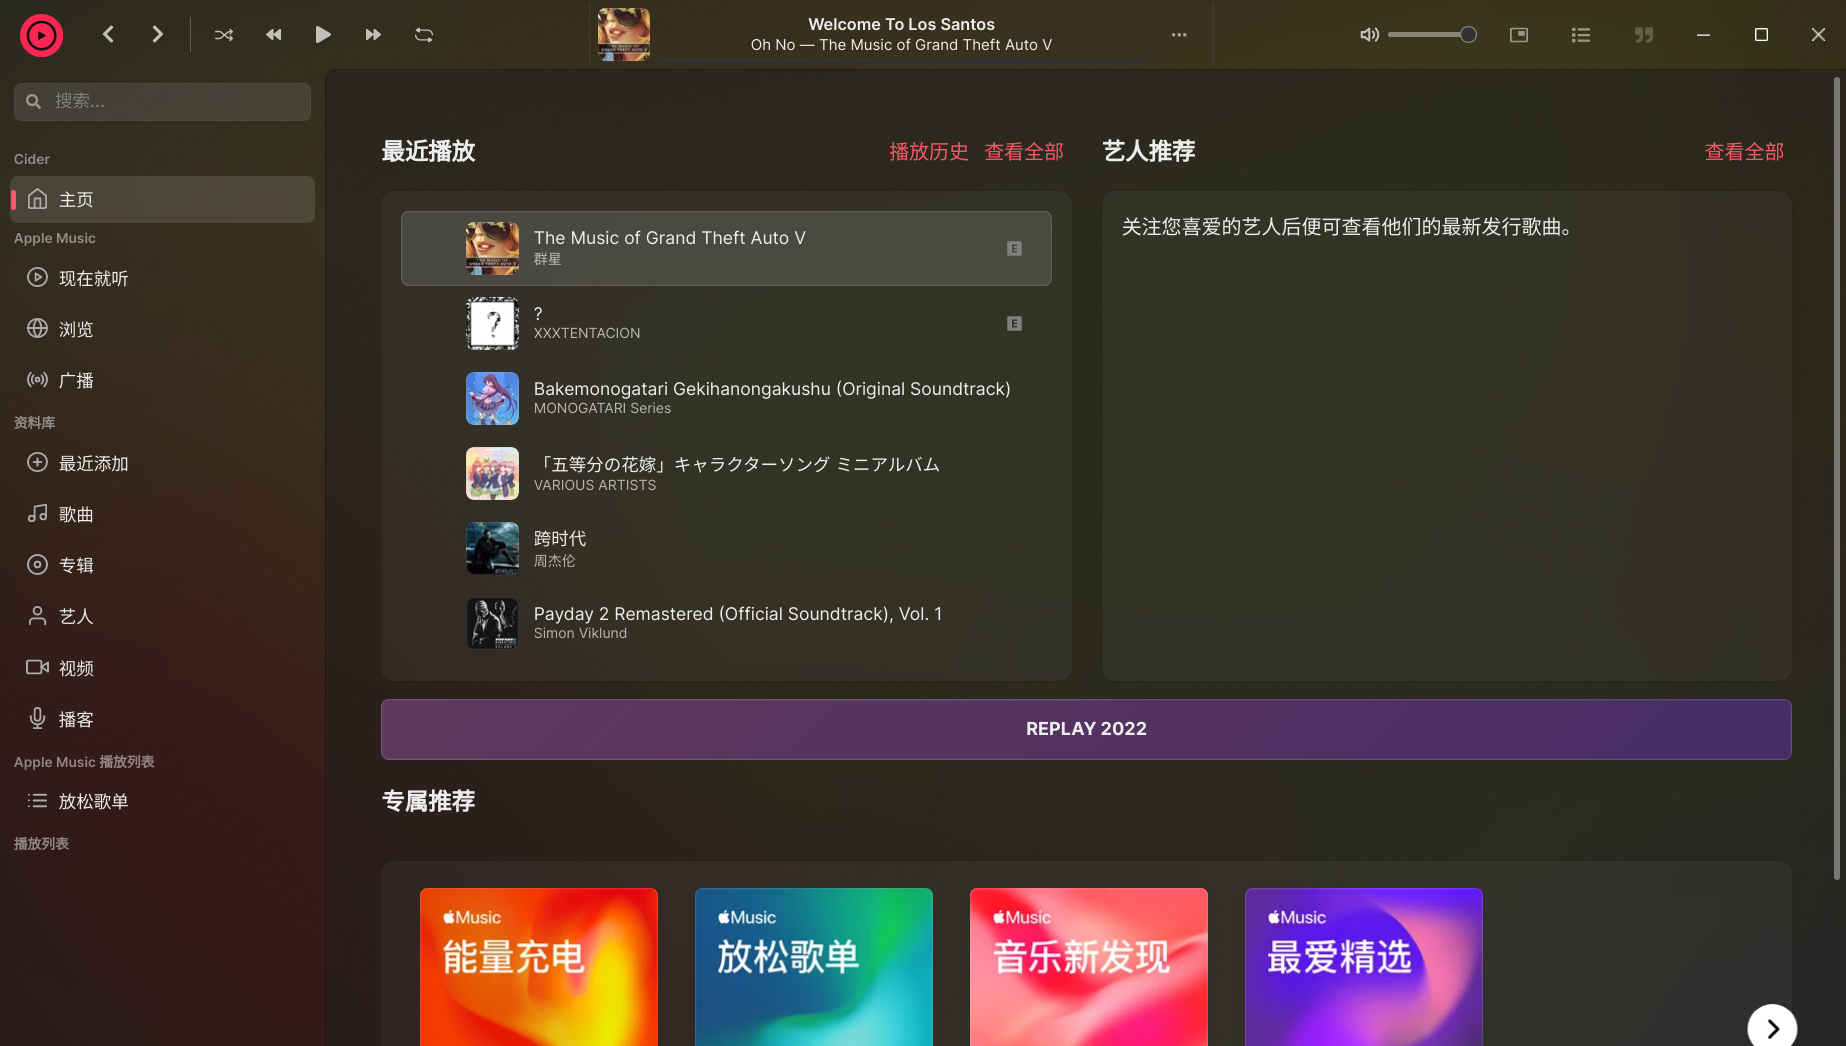 Welcome To Los Santos
Oh No — The Music of Grand Theft Auto V
搜索...
Cider
主页
Apple Music
现在就听
浏览
广播
资料库
最近添加
歌曲
专辑
艺人
视频
播客
Apple Music 播放列表
放松歌单
播放列表
最近播放
播放历史
查看全部
The Music of Grand Theft Auto V
群星
E
?
XXXTENTACION
E
Bakemonogatari Gekihanongakushu (Original Soundtrack)
MONOGATARI Series
「五等分の花嫁」キャラクターソング ミニアルバム
VARIOUS ARTISTS
跨时代
周杰伦
Payday 2 Remastered (Official Soundtrack), Vol. 1
Simon Viklund
艺人推荐
查看全部
关注您喜爱的艺人后便可查看他们的最新发行歌曲。
REPLAY 2022
专属推荐
Music
能量充电
Music
放松歌单
Music
音乐新发现
Music
最爱精选